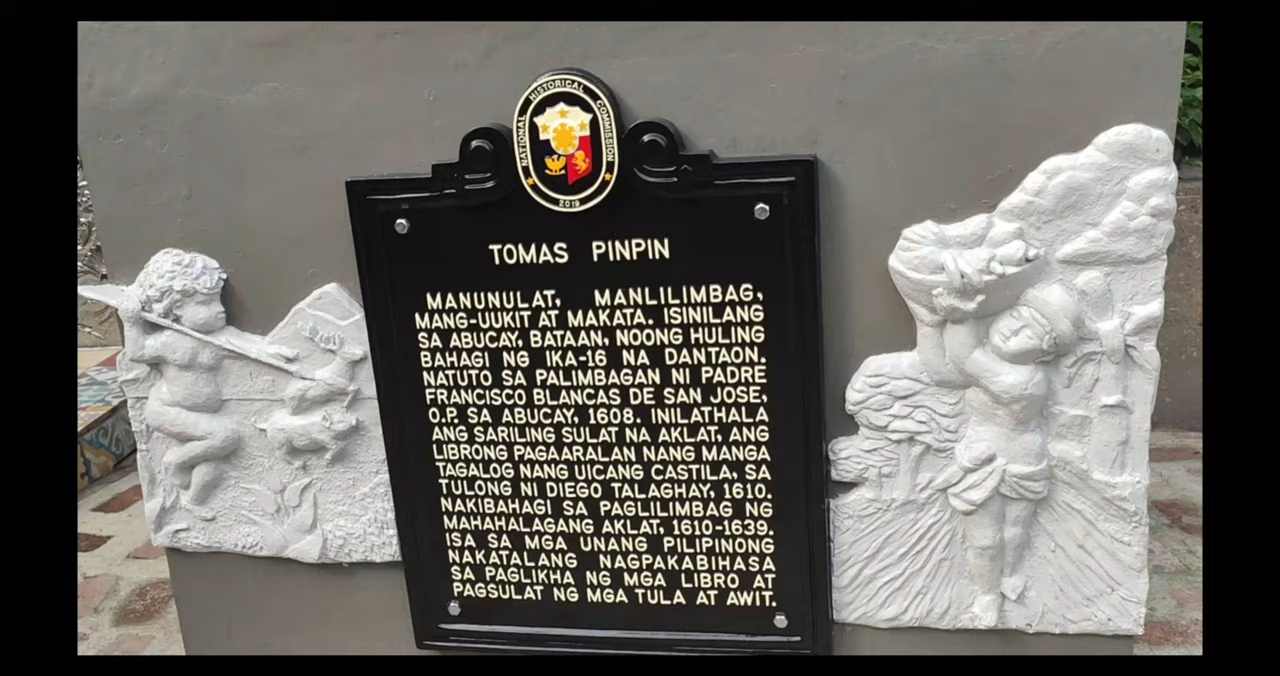 NATIONAL HISTORICAL COMMISSION
2019
TOMAS PINPIN
MANUNULAT, MANLILIMBAG,
MANG-UUKIT AT MAKATA. ISINILANG
SA ABUCAY, BATAAN, NOONG HULING
BAHAGI NG IKA-16 NA DANTAON.
NATUTO SA PALIMBAGAN NI PADRE
FRANCISCO BLANCAS DE SAN JOSE,
O.P. SA ABUCAY, 1608. INILATHALA
ANG SARILING SULAT NA AKLAT, ANG
LIBRONG PAGAARALAN NANG MANGA
TAGALOG NANG UICANG CASTILA, SA
TULONG NI DIEGO TALAGHAY, 1610.
NAKIBAHAGI SA PAGLILIMBAG NG
MAHAHALAGANG AKLAT, 1610-1639.
ISA SA MGA UNANG PILIPINONG
NAKATALANG NAGPAKABIHASA
SA PAGLIKHA NG MGA LIBRO AT
PAGSULAT NG MGA TULA AT AWIT.